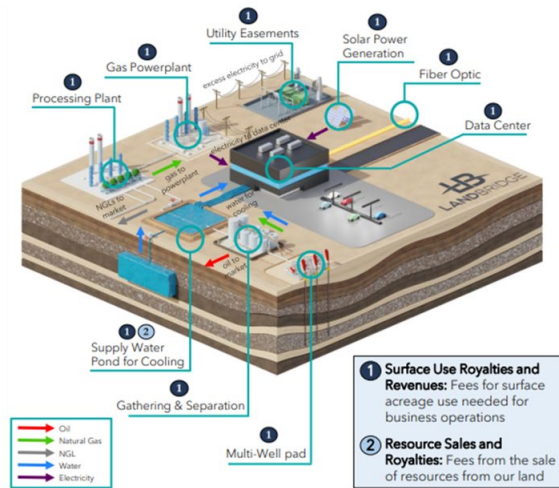 1
Utility Easements
1
Solar Power
Generation
1
Gas Powerplant
1
Fiber Optic
1
Processing Plant
excess electricity to grid
1
Data Center
electricity to data center
gas to
powerplant
NGLs to
market
water for
cooling
LB
LANDBRIDGE
oil to
market
1 2
Supply Water
Pond for Cooling
1
Gathering & Separation
1
Multi-Well pad
Oil
Natural Gas
NGL
Water
Electricity
1 Surface Use Royalties and
Revenues: Fees for surface
acreage use needed for
business operations
2 Resource Sales and
Royalties: Fees from the sale
of resources from our land